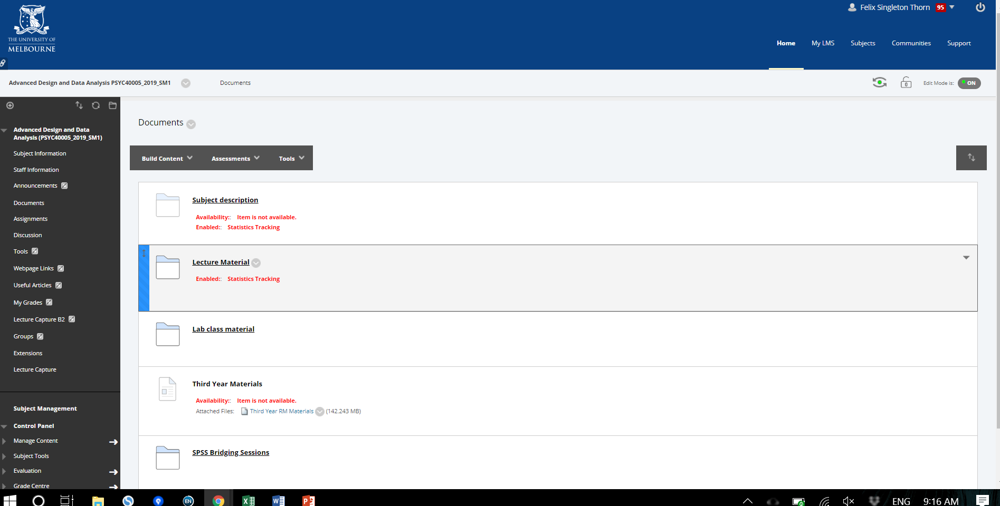 Felix Singleton Thorn 95
THE UNIVERSITY OF
MELBOURNE
Home My LMS Subjects Communities Support
Advanced Design and Data Analysis PSYC40005_2019_SM1 Documents Edit Mode is: ON
Advanced Design and Data
Analysis (PSYC40005_2019_SM1)
Subject Information
Staff Information
Announcements
Documents
Assignments
Discussion
Tools
Webpage Links
Useful Articles
My Grades
Lecture Capture B2
Groups
Extensions
Lecture Capture
Subject Management
Control Panel
Manage Content
Subject Tools
Evaluation
Grade Centre
Documents
Build Content Assessments Tools
Subject description
Availability:: Item is not available.
Enabled:: Statistics Tracking
Lecture Material
Enabled:: Statistics Tracking
Lab class material
Third Year Materials
Availability:: Item is not available.
Attached Files: Third Year RM Materials (142.243 MB)
SPSS Bridging Sessions
EN
ENG 9:16 AM